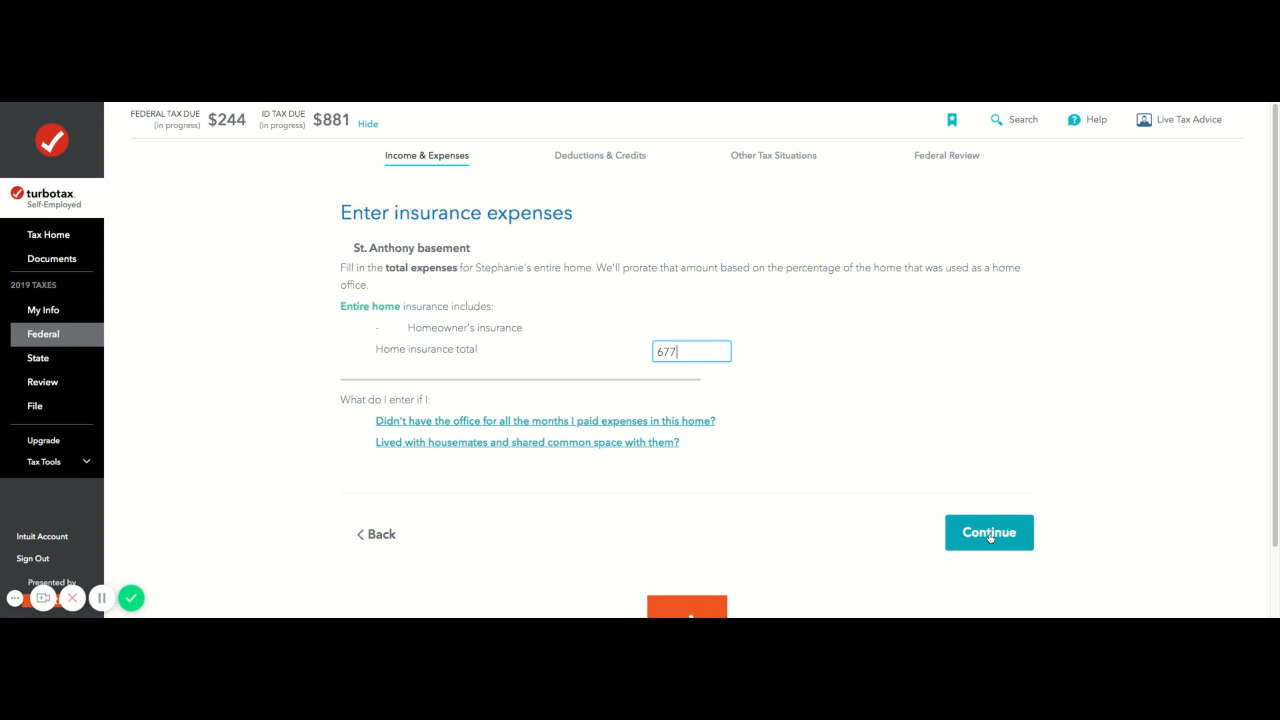 FEDERAL TAX DUE
(in progress)
$244
ID TAX DUE
(in progress)
$881
Hide
Search
Help
Live Tax Advice
Income & Expenses
Deductions & Credits
Other Tax Situations
Federal Review
turbotax.
Self-Employed
Tax Home
Documents
2019 TAXES
My Info
Federal
State
Review
File
Upgrade
Tax Tools
Intuit Account
Sign Out
Presented by
Enter insurance expenses
St. Anthony basement
Fill in the total expenses for Stephanie's entire home. We'll prorate that amount based on the percentage of the home that was used as a home
office.
Entire home insurance includes:
- Homeowner's insurance
Home insurance total
677
What do I enter if I:
Didn't have the office for all the months I paid expenses in this home?
Lived with housemates and shared common space with them?
Back
Continue